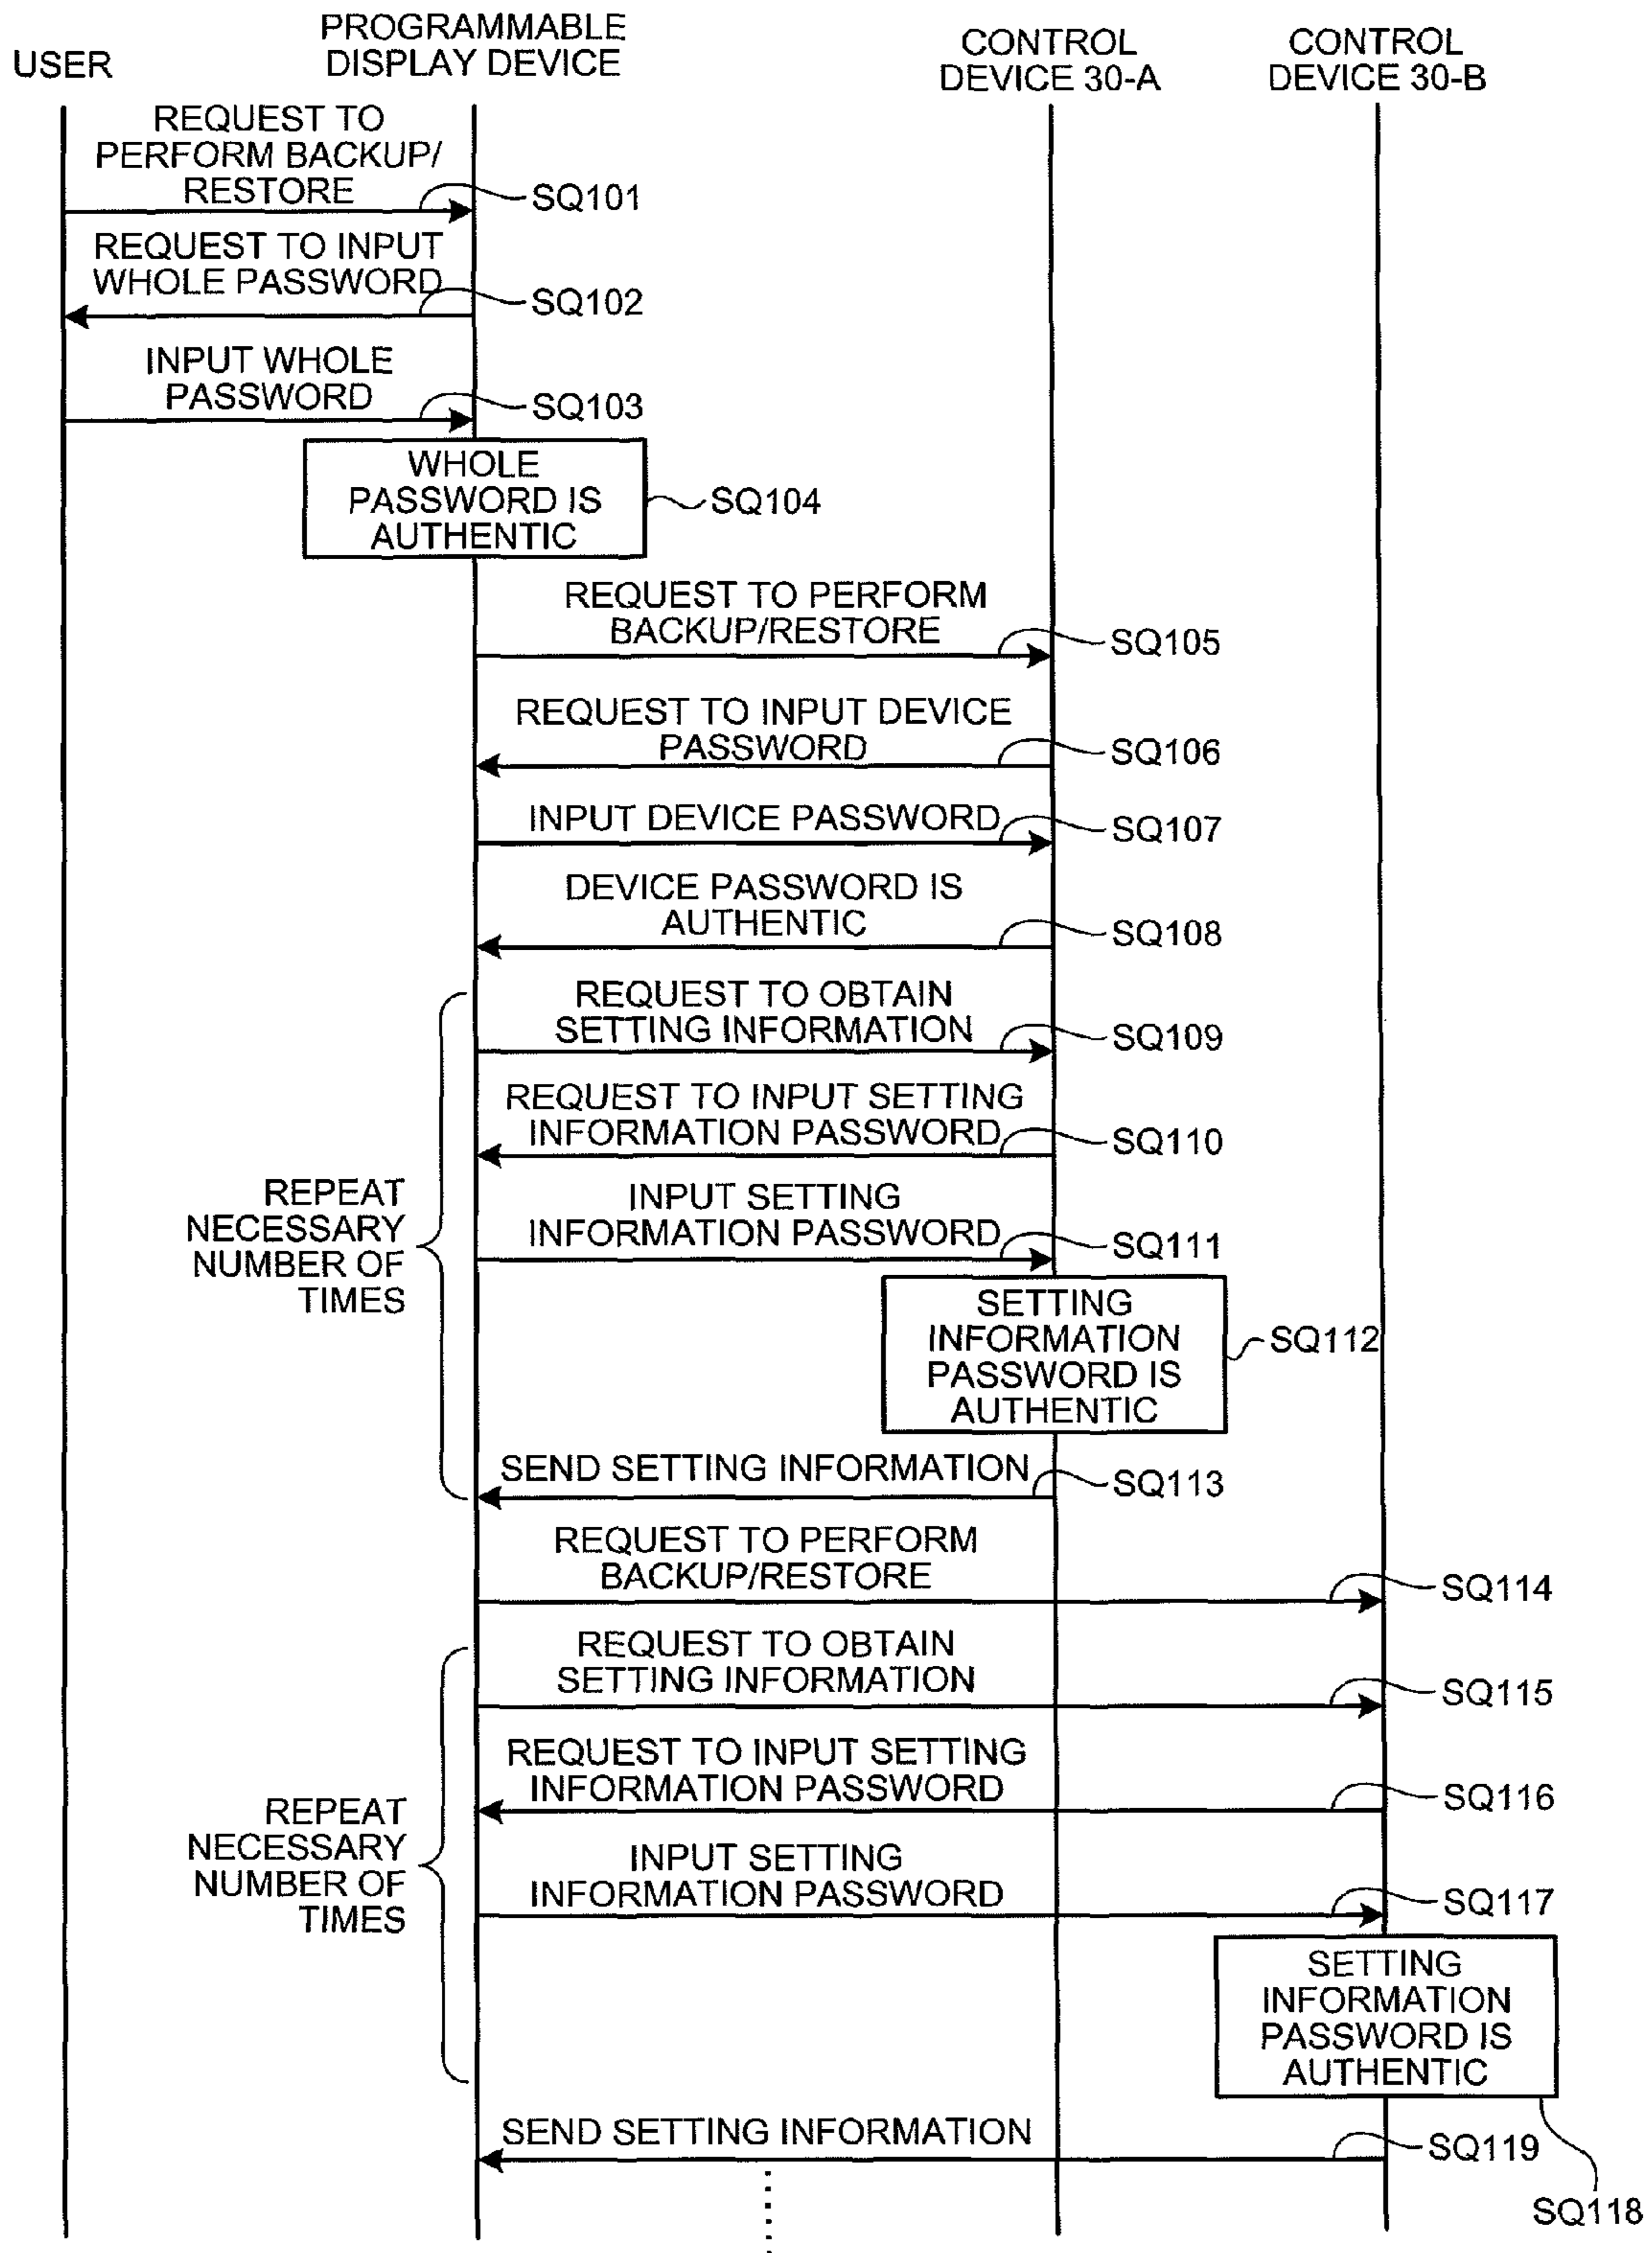 USER
PROGRAMMABLE
DISPLAY DEVICE
CONTROL
DEVICE 30-A
CONTROL
DEVICE 30-B
REQUEST TO
PERFORM BACKUP/
RESTORE
SQ101
REQUEST TO INPUT
WHOLE PASSWORD
SQ102
INPUT WHOLE
PASSWORD
SQ103
WHOLE
PASSWORD IS
AUTHENTIC
SQ104
REQUEST TO PERFORM
BACKUP/RESTORE
SQ105
REQUEST TO INPUT DEVICE
PASSWORD
SQ106
INPUT DEVICE PASSWORD
SQ107
DEVICE PASSWORD IS
AUTHENTIC
SQ108
REQUEST TO OBTAIN
SETTING INFORMATION
SQ109
REQUEST TO INPUT SETTING
INFORMATION PASSWORD
SQ110
REPEAT
NECESSARY
NUMBER OF
TIMES
INPUT SETTING
INFORMATION PASSWORD
SQ111
SETTING
INFORMATION
PASSWORD IS
AUTHENTIC
SQ112
SEND SETTING INFORMATION
SQ113
REQUEST TO PERFORM
BACKUP/RESTORE
SQ114
REQUEST TO OBTAIN
SETTING INFORMATION
SQ115
REQUEST TO INPUT SETTING
INFORMATION PASSWORD
SQ116
REPEAT
NECESSARY
NUMBER OF
TIMES
INPUT SETTING
INFORMATION PASSWORD
SQ117
SETTING
INFORMATION
PASSWORD IS
AUTHENTIC
SEND SETTING INFORMATION
SQ119
SQ118